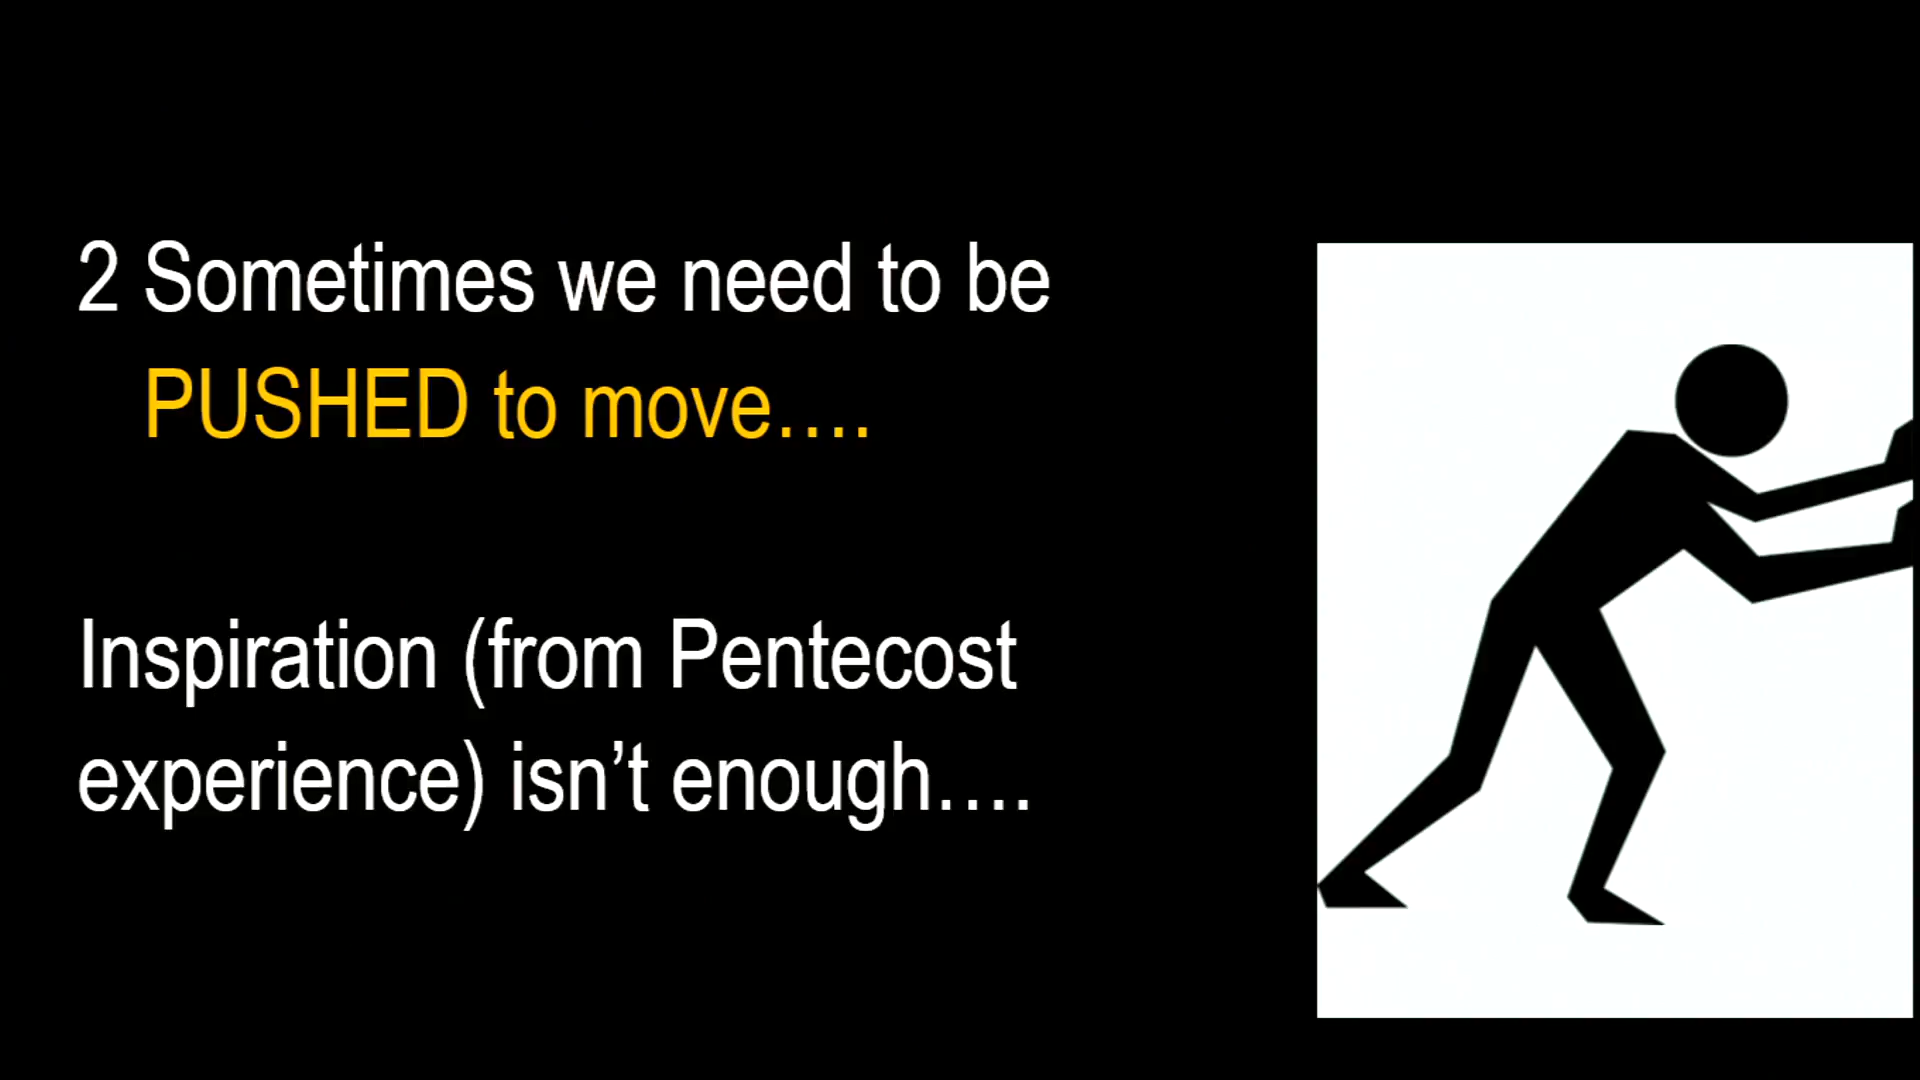 2 Sometimes we need to be
PUSHED to move....
Inspiration (from Pentecost
experience) isn’t enough....